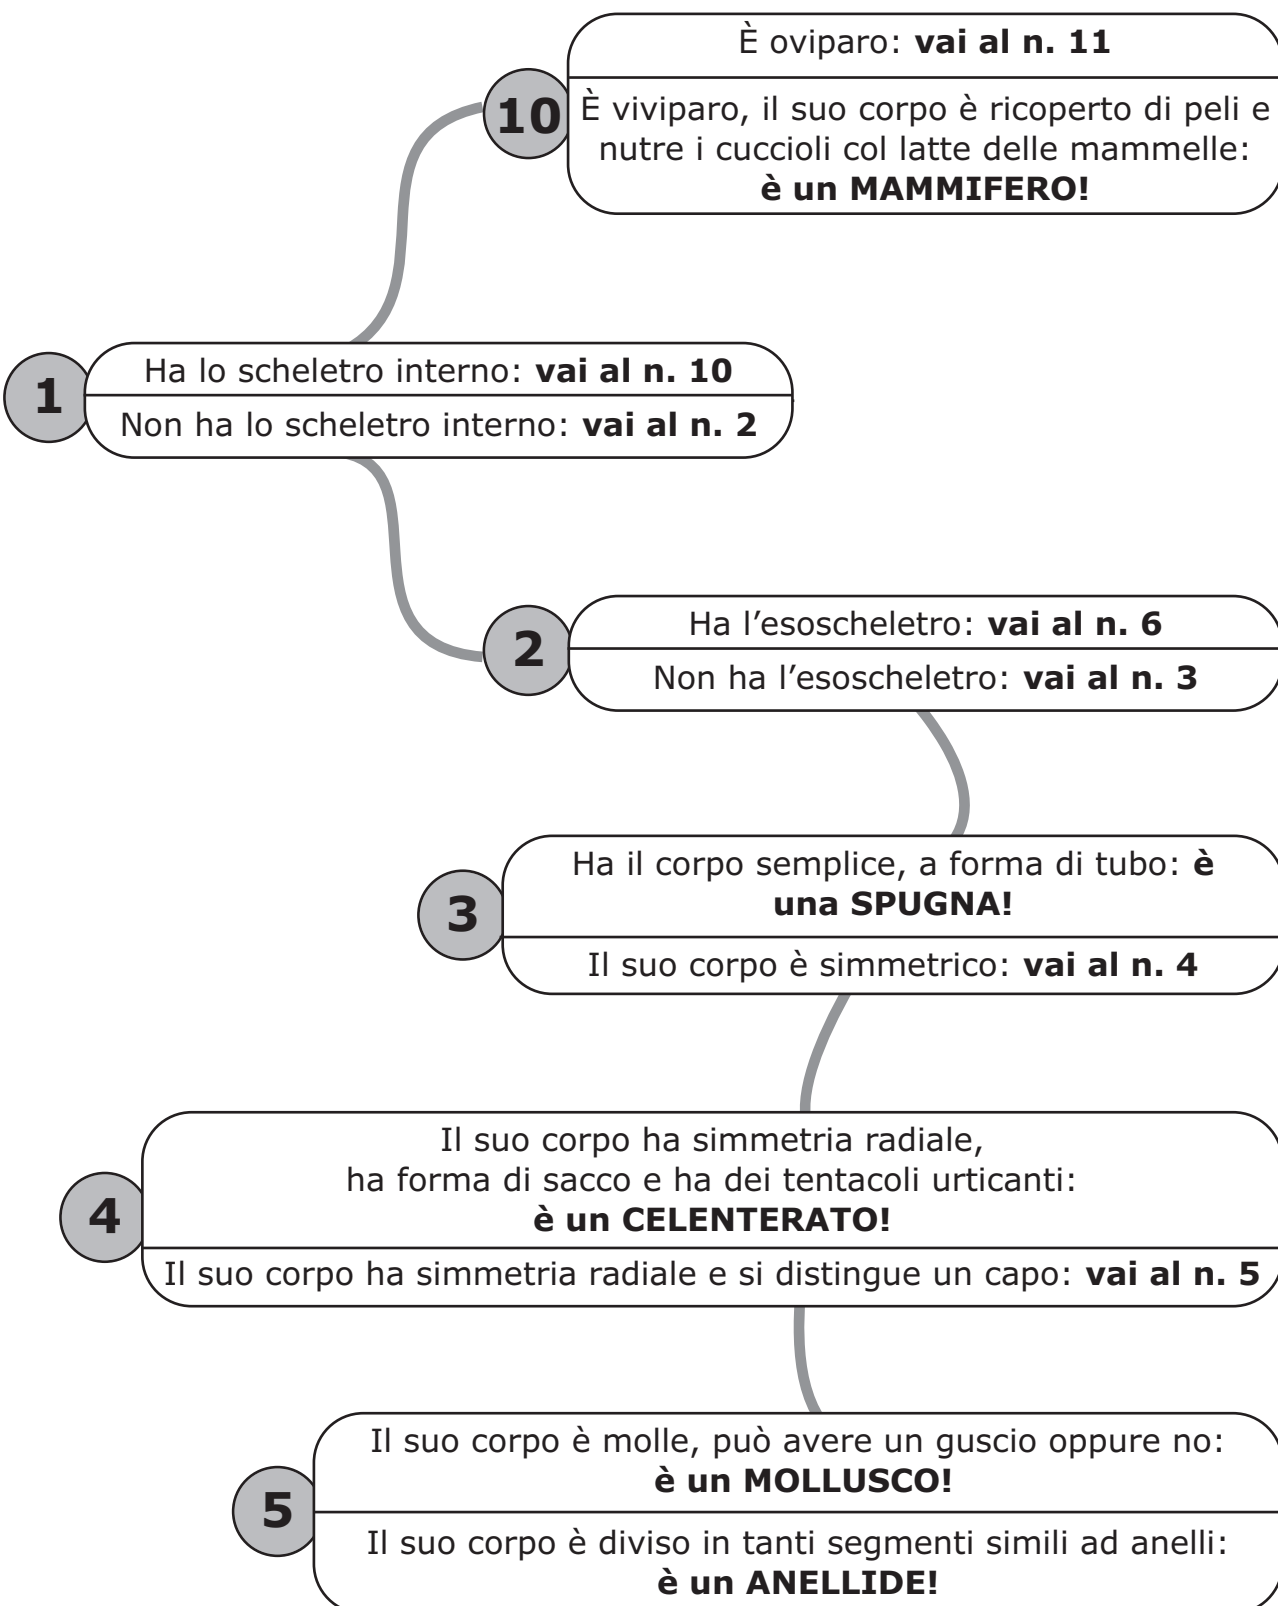 10
È oviparo: vai al n. 11
È viviparo, il suo corpo è ricoperto di peli e
nutre i cuccioli col latte delle mammelle:
è un MAMMIFERO!
1
Ha lo scheletro interno: vai al n. 10
Non ha lo scheletro interno: vai al n. 2
2
Ha l’esoscheletro: vai al n. 6
Non ha l’esoscheletro: vai al n. 3
3
Ha il corpo semplice, a forma di tubo: è
una SPUGNA!
Il suo corpo è simmetrico: vai al n. 4
4
Il suo corpo ha simmetria radiale,
ha forma di sacco e ha dei tentacoli urticanti:
è un CELENTERATO!
Il suo corpo ha simmetria radiale e si distingue un capo: vai al n. 5
5
Il suo corpo è molle, può avere un guscio oppure no:
è un MOLLUSCO!
Il suo corpo è diviso in tanti segmenti simili ad anelli:
è un ANELLIDE!